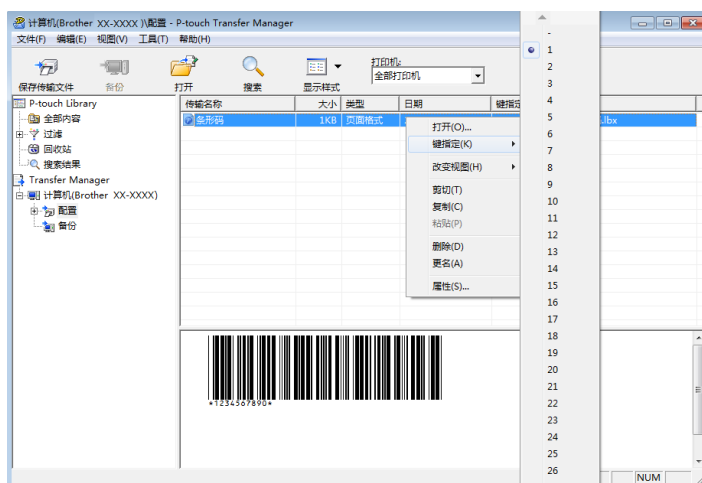 计算机(Brother XX-XXXX )\配置 - P-touch Transfer Manager
文件(F) 编辑(E) 视图(V) 工具(T) 帮助(H)
保存传输文件 备份 打开 搜索 显示样式
打印机:
全部打印机
P-touch Library
全部内容
过滤
回收站
搜索结果
Transfer Manager
计算机(Brother XX-XXXX)
配置
备份
传输名称 大小 类型 日期 键指定
条形码 1KB 页面格式 .lbx
打开(O)...
键指定(K)
改变视图(H)
剪切(T)
复制(C)
粘贴(P)
删除(D)
更名(A)
属性(S)...
-
1
2
3
4
5
6
7
8
9
10
11
12
13
14
15
16
17
18
19
20
21
22
23
24
25
26
*1234567890*
NUM